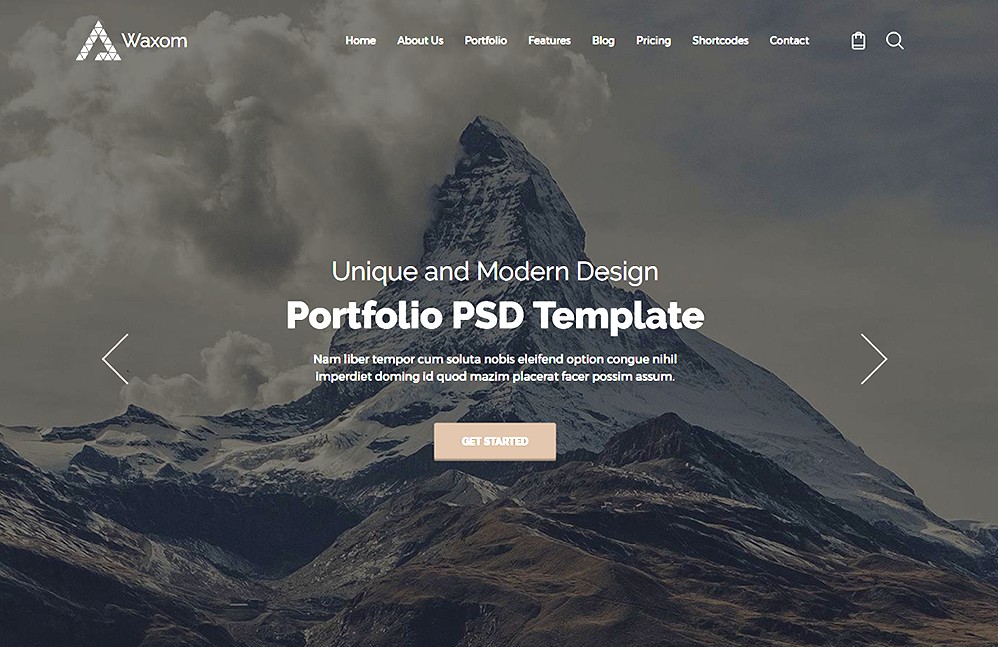 Waxom
Home About Us Portfolio Features Blog Pricing Shortcodes Contact
Unique and Modern Design
Portfolio PSD Template
Nam liber tempor cum soluta nobis eleifend option congue nihil
imperdiet doming id quod mazim placerat facer possim assum.
GET STARTED